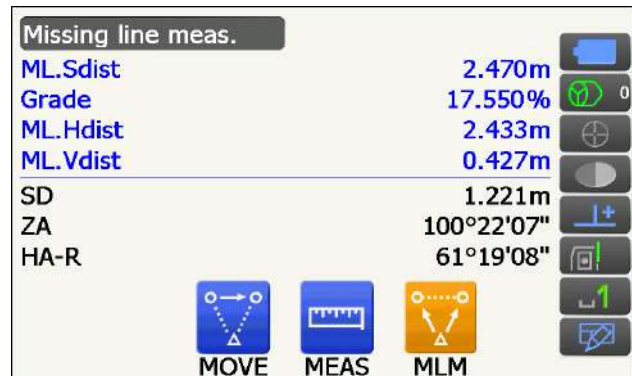 Missing line meas.
ML.Sdist 2.470m
Grade 17.550%
ML.Hdist 2.433m
ML.Vdist 0.427m
SD 1.221m
ZA 100°22'07"
HA-R 61°19'08"
0
1
MOVE MEAS MLM